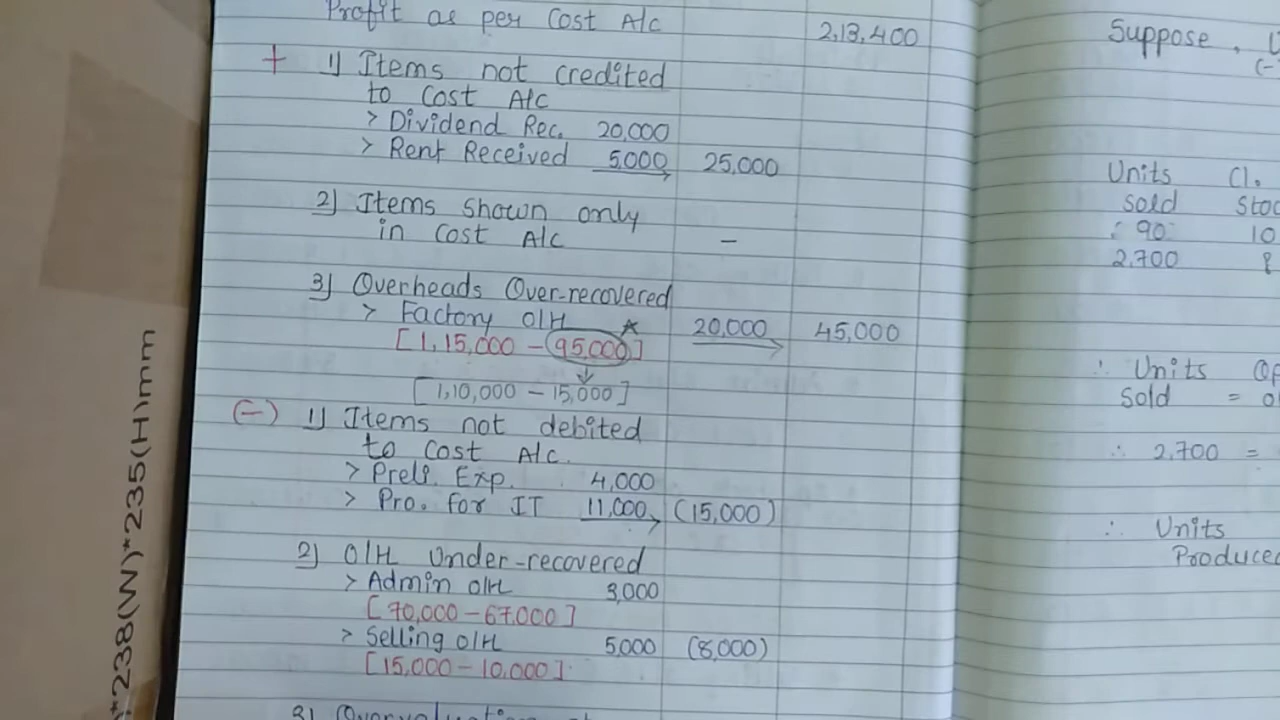 Profit as per Cost A/c 2,13,400
+ 1) Items not credited
to Cost A/c
> Dividend Rec. 20,000
> Rent Received 5,000 25,000
2) Items shown only
in Cost A/c –
3) Overheads Over-recovered
> Factory O/H * 20,000 45,000
[1,15,000 – 95,000]
[1,10,000 – 15,000]
(–) 1) Items not debited
to Cost A/c.
> Preli. Exp. 4,000
> Pro. for IT 11,000 (15,000)
2) O/H Under-recovered
> Admin O/H 3,000
[70,000 – 67,000]
> Selling O/H 5,000 (8,000)
[15,000 – 10,000]
3)
Suppose,
(–
Units Cl.
Sold Stoc
90 10
2,700
∴ Units Op
Sold = 
∴ 2,700 =
∴ Units
Produced
*238(W)*235(H)mm